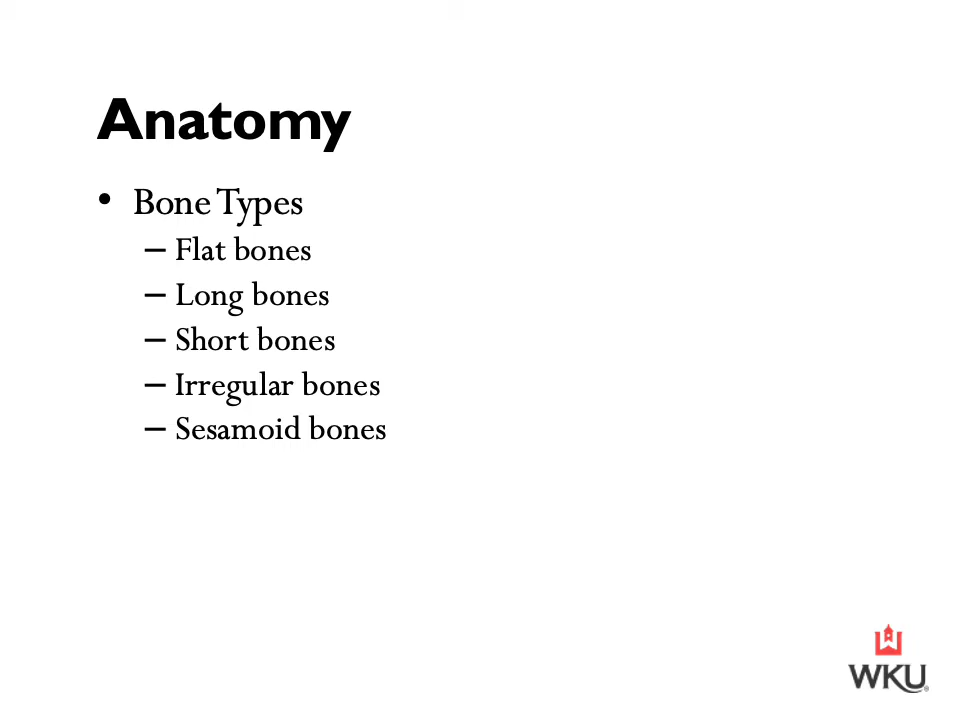 Anatomy
• Bone Types
– Flat bones
– Long bones
– Short bones
– Irregular bones
– Sesamoid bones
WKU®